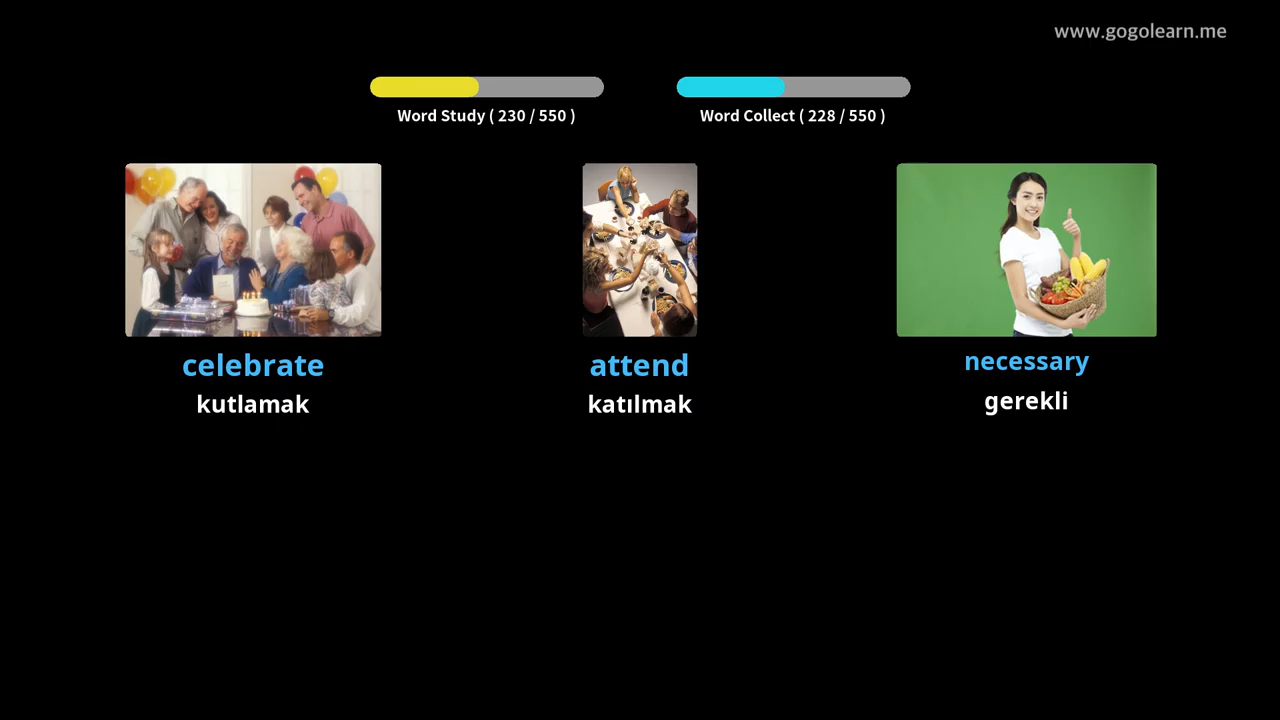 www.gogolearn.me
Word Study ( 230 / 550 )
Word Collect ( 228 / 550 )
celebrate
kutlamak
attend
katılmak
necessary
gerekli